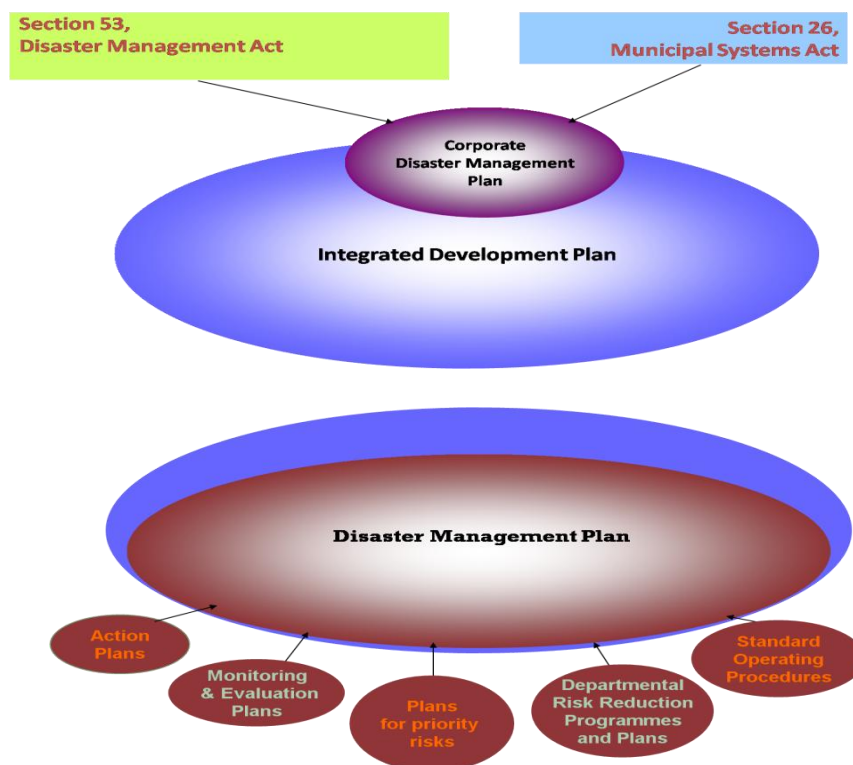 Section 53,
Disaster Management Act
Section 26,
Municipal Systems Act
Corporate
Disaster Management
Plan
Integrated Development Plan
Disaster Management Plan
Action
Plans
Monitoring
& Evaluation
Plans
Plans
for priority
risks
Departmental
Risk Reduction
Programmes
and Plans
Standard
Operating
Procedures